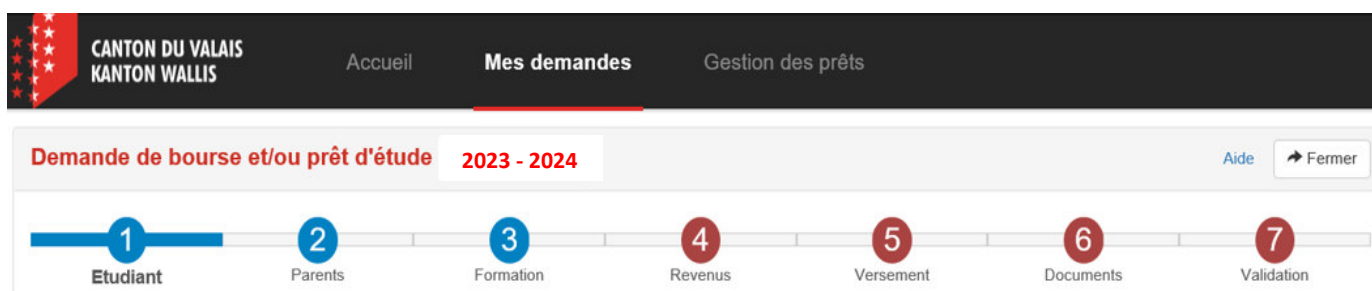 CANTON DU VALAIS
KANTON WALLIS
Accueil Mes demandes Gestion des prêts
Demande de bourse et/ou prêt d'étude 2023 - 2024 Aide Fermer
1 2 3 4 5 6 7
Etudiant Parents Formation Revenus Versement Documents Validation